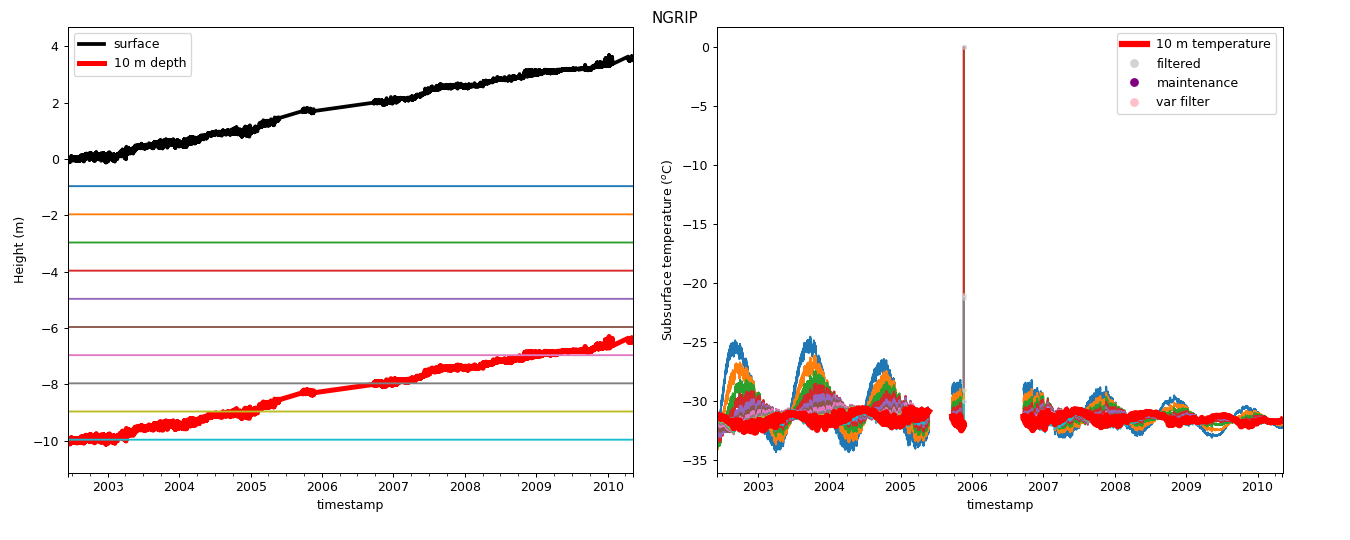 NGRIP
surface
10 m depth
4
2
0
−2
−4
−6
−8
−10
Height (m)
2003 2004 2005 2006 2007 2008 2009 2010
timestamp
10 m temperature
filtered
maintenance
var filter
0
−5
−10
−15
−20
−25
−30
−35
Subsurface temperature (°C)
2003 2004 2005 2006 2007 2008 2009 2010
timestamp